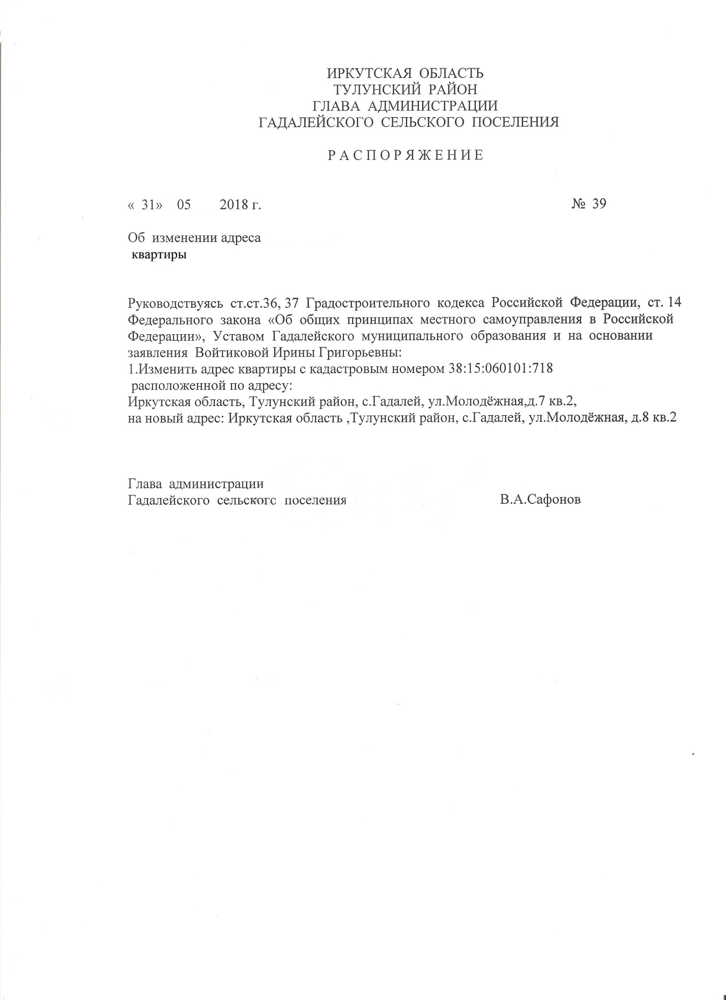 ИРКУТСКАЯ ОБЛАСТЬ
ТУЛУНСКИЙ РАЙОН
ГЛАВА АДМИНИСТРАЦИИ
ГАДАЛЕЙСКОГО СЕЛЬСКОГО ПОСЕЛЕНИЯ
Р А С П О Р Я Ж Е Н И Е
« 31» 05 2018 г. № 39
Об изменении адреса
квартиры
Руководствуясь ст.ст.36, 37 Градостроительного кодекса Российской Федерации, ст. 14
Федерального закона «Об общих принципах местного самоуправления в Российской
Федерации», Уставом Гадалейского муниципального образования и на основании
заявления Войтиковой Ирины Григорьевны:
1.Изменить адрес квартиры с кадастровым номером 38:15:060101:718
расположенной по адресу:
Иркутская область, Тулунский район, с.Гадалей, ул.Молодёжная,д.7 кв.2,
на новый адрес: Иркутская область ,Тулунский район, с.Гадалей, ул.Молодёжная, д.8 кв.2
Глава администрации
Гадалейского сельского поселения В.А.Сафонов